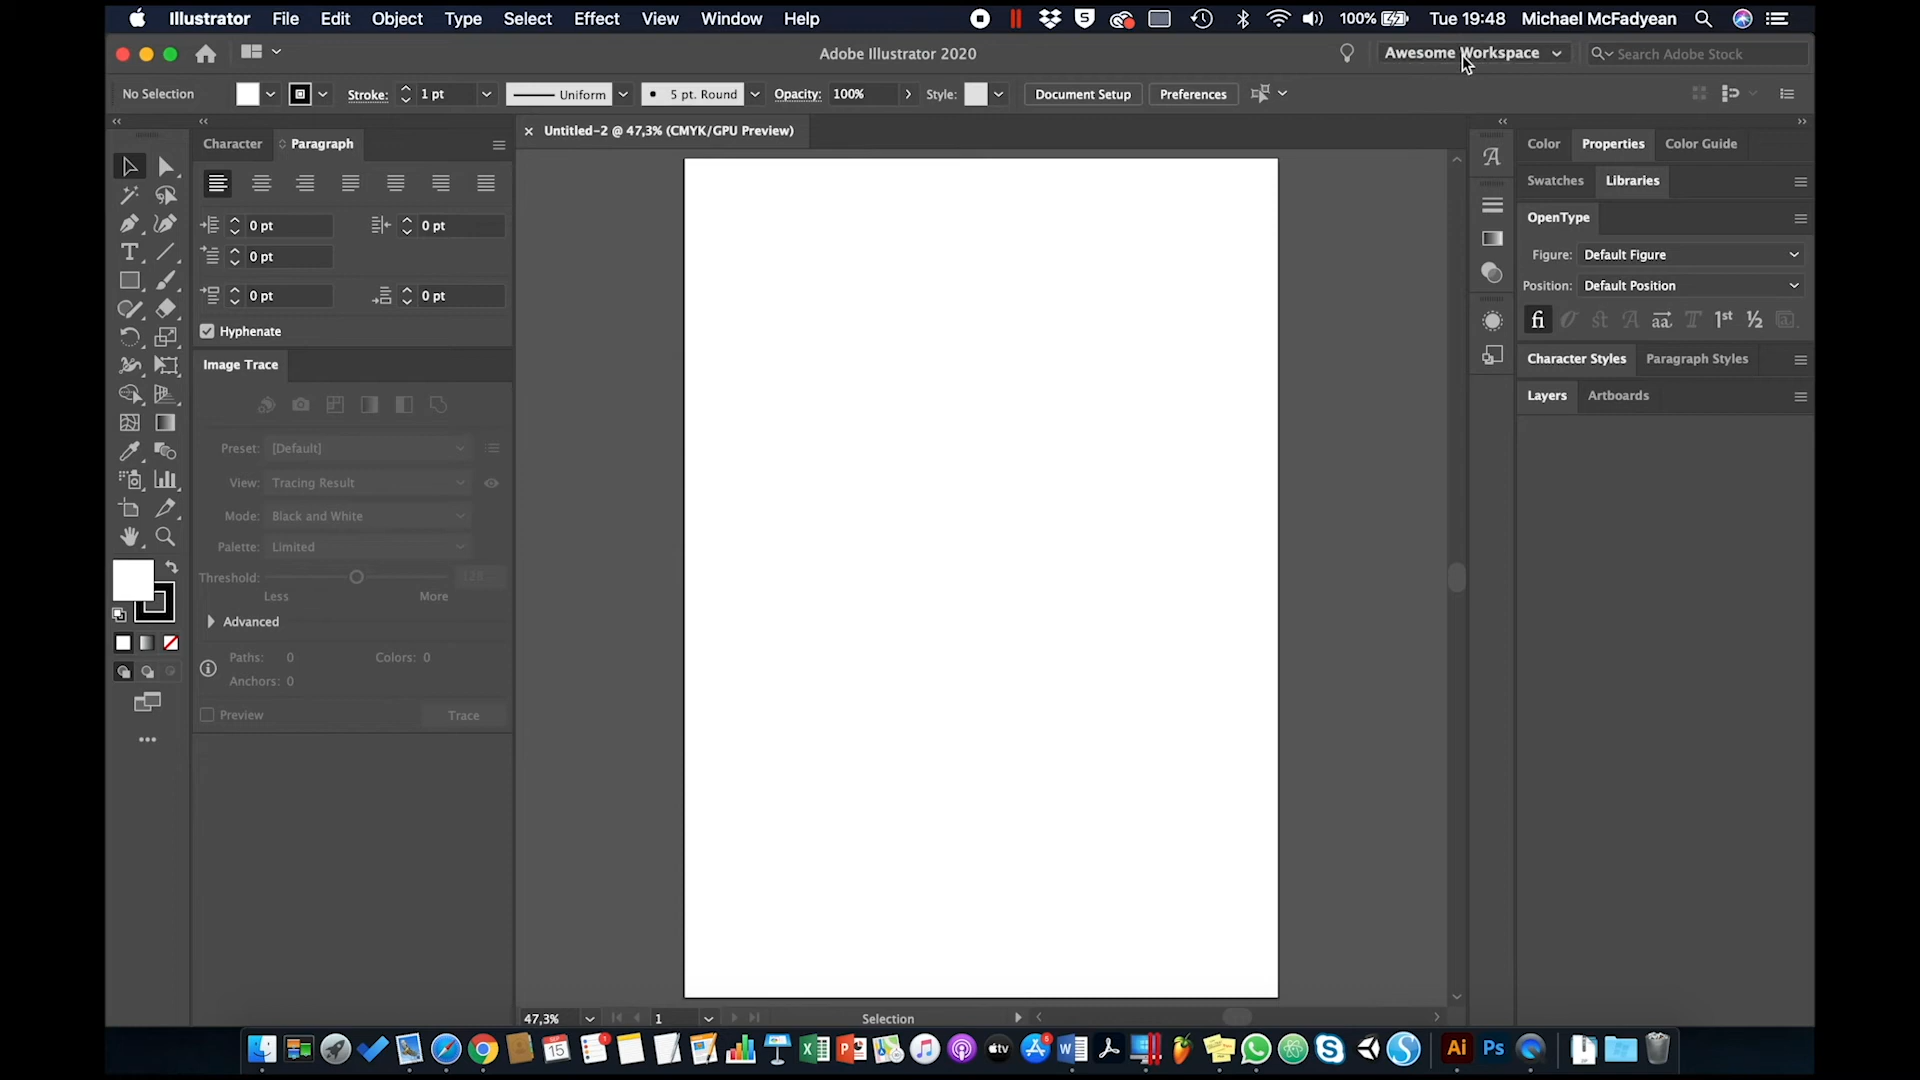 Illustrator File Edit Object Type Select Effect View Window Help 100% Tue 19:48 Michael McFadyean
Adobe Illustrator 2020 Awesome Workspace Search Adobe Stock
No Selection Stroke: 1 pt Uniform 5 pt. Round Opacity: 100% Style: Document Setup Preferences
Untitled-2 @ 47,3% (CMYK/GPU Preview)
Character Paragraph
0 pt 0 pt
0 pt
0 pt 0 pt
Hyphenate
Image Trace
Preset: [Default]
View: Tracing Result
Mode: Black and White
Palette: Limited
Threshold:
Less More
Advanced
Paths: 0 Colors: 0
Anchors: 0
Preview Trace
Color Properties Color Guide
Swatches Libraries
OpenType
Figure: Default Figure
Position: Default Position
Character Styles Paragraph Styles
Layers Artboards
47,3% 1 Selection
SEP
15
tv
Ai Ps